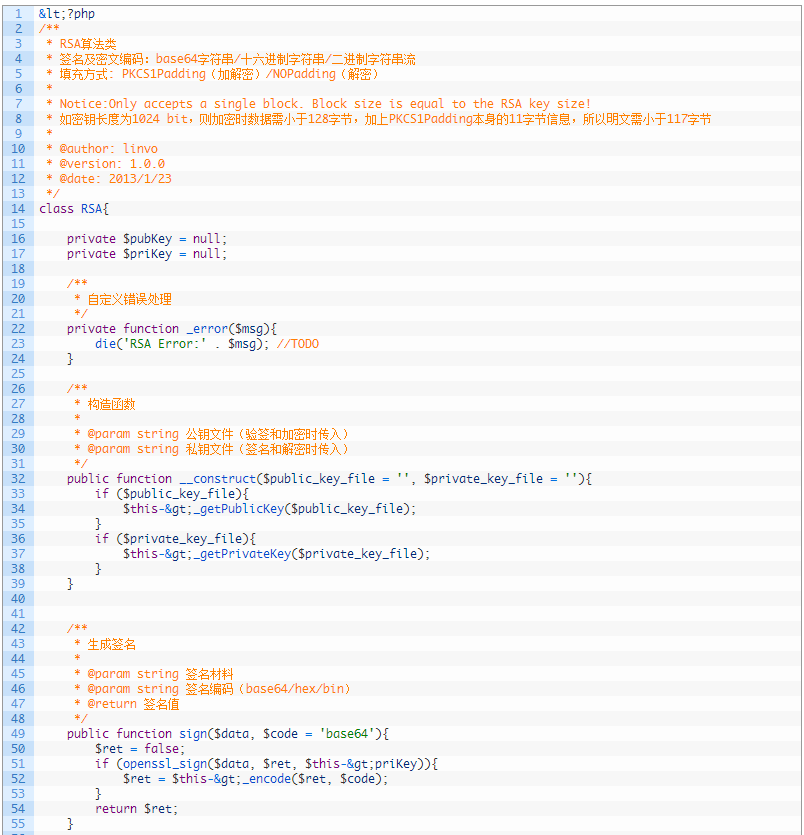 1 &lt;?php
2 /**
3  * RSA算法类
4  * 签名及密文编码：base64字符串/十六进制字符串/二进制字符串流
5  * 填充方式: PKCS1Padding（加解密）/NOPadding（解密）
6  *
7  * Notice:Only accepts a single block. Block size is equal to the RSA key size!
8  * 如密钥长度为1024 bit，则加密时数据需小于128字节，加上PKCS1Padding本身的11字节信息，所以明文需小于117字节
9  *
10  * @author: linvo
11  * @version: 1.0.0
12  * @date: 2013/1/23
13  */
14 class RSA{
15
16     private $pubKey = null;
17     private $priKey = null;
18
19     /**
20      * 自定义错误处理
21      */
22     private function _error($msg){
23         die('RSA Error:' . $msg); //TODO
24     }
25
26     /**
27      * 构造函数
28      *
29      * @param string 公钥文件（验签和加密时传入）
30      * @param string 私钥文件（签名和解密时传入）
31      */
32     public function __construct($public_key_file = '', $private_key_file = ''){
33         if ($public_key_file){
34             $this-&gt;_getPublicKey($public_key_file);
35         }
36         if ($private_key_file){
37             $this-&gt;_getPrivateKey($private_key_file);
38         }
39     }
40
41
42     /**
43      * 生成签名
44      *
45      * @param string 签名材料
46      * @param string 签名编码（base64/hex/bin）
47      * @return 签名值
48      */
49     public function sign($data, $code = 'base64'){
50         $ret = false;
51         if (openssl_sign($data, $ret, $this-&gt;priKey)){
52             $ret = $this-&gt;_encode($ret, $code);
53         }
54         return $ret;
55     }